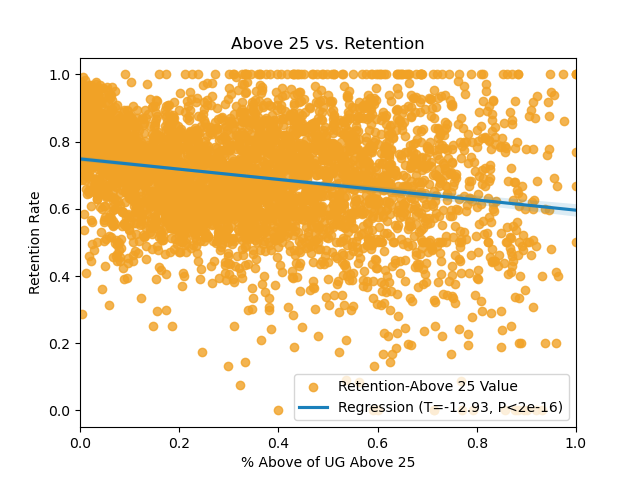 Above 25 vs. Retention
1.0
0.8
0.6
0.4
0.2
0.0
Retention Rate
Retention-Above 25 Value
Regression (T=-12.93, P<2e-16)
0.0 0.2 0.4 0.6 0.8 1.0
% Above of UG Above 25